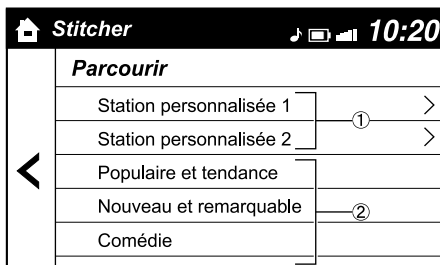 Stitcher 10:20
Parcourir
Station personnalisée 1
①
Station personnalisée 2
Populaire et tendance
Nouveau et remarquable
②
Comédie